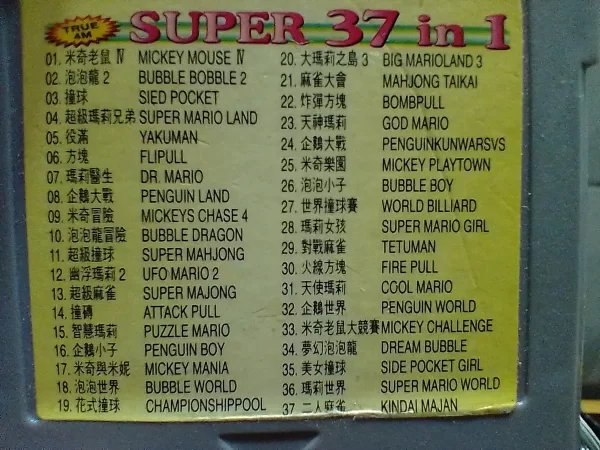 TRUE 4M
SUPER 37 in 1
01. 米奇老鼠 Ⅳ MICKEY MOUSE Ⅳ
02. 泡泡龍 2 BUBBLE BOBBLE 2
03. 撞球 SIED POCKET
04. 超級瑪莉兄弟 SUPER MARIO LAND
05. 役滿 YAKUMAN
06. 方塊 FLIPULL
07. 瑪莉醫生 DR. MARIO
08. 企鵝大戰 PENGUIN LAND
09. 米奇冒險 MICKEYS CHASE 4
10. 泡泡龍冒險 BUBBLE DRAGON
11. 超級撞球 SUPER MAHJONG
12. 幽浮瑪莉 2 UFO MARIO 2
13. 超級麻雀 SUPER MAJONG
14. 撞轉 ATTACK PULL
15. 智慧瑪莉 PUZZLE MARIO
16. 企鵝小子 PENGUIN BOY
17. 米奇與米妮 MICKEY MANIA
18. 泡泡世界 BUBBLE WORLD
19. 花式撞球 CHAMPIONSHIPPOOL
20. 大瑪莉之島 3 BIG MARIOLAND 3
21. 麻雀大會 MAHJONG TAIKAI
22. 炸彈方塊 BOMBPULL
23. 天神瑪莉 GOD MARIO
24. 企鵝大戰 PENGUINKUNWARSVS
25. 米奇樂園 MICKEY PLAYTOWN
26. 泡泡小子 BUBBLE BOY
27. 世界撞球賽 WORLD BILLIARD
28. 瑪莉女孩 SUPER MARIO GIRL
29. 對戰麻雀 TETUMAN
30. 火線方塊 FIRE PULL
31. 天使瑪莉 COOL MARIO
32. 企鵝世界 PENGUIN WORLD
33. 米奇老鼠大競賽 MICKEY CHALLENGE
34. 夢幻泡泡龍 DREAM BUBBLE
35. 美女撞球 SIDE POCKET GIRL
36. 瑪莉世界 SUPER MARIO WORLD
37. 二人麻雀 KINDAI MAJAN